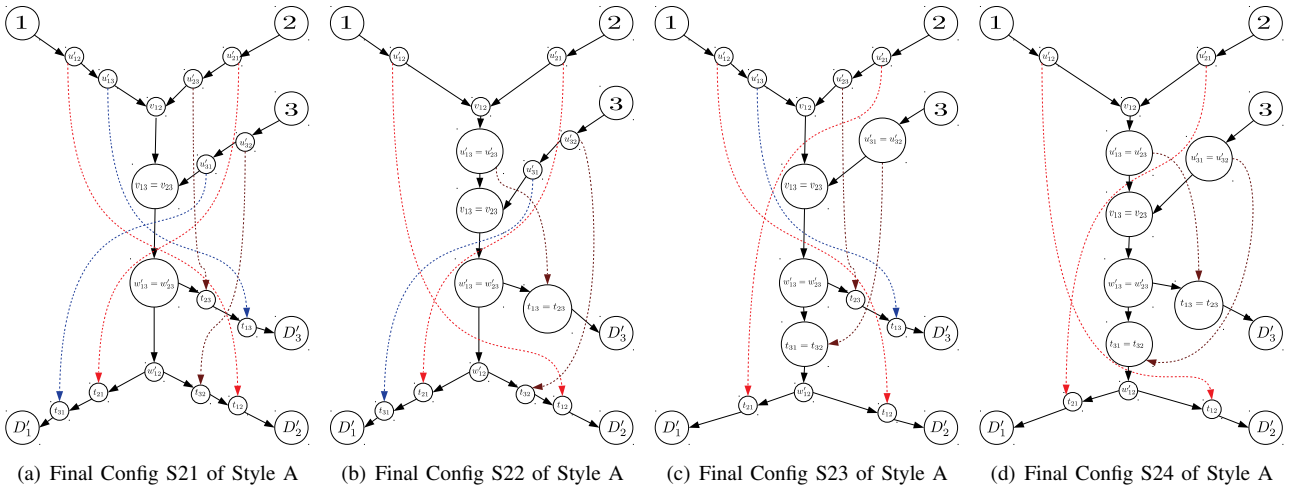 1
2
u′12
u′21
u′13
u′23
v12
3
u′32
u′31
v13 = v23
w′13 = w′23
t23
t13
D′3
w′12
t21
t32
t31
t12
D′1
D′2
(a) Final Config S21 of Style A
1
2
u′12
u′21
v12
3
u′13 = u′23
u′32
u′31
v13 = v23
w′13 = w′23
t13 = t23
D′3
w′12
t21
t32
t31
t12
D′1
D′2
(b) Final Config S22 of Style A
1
2
u′12
u′21
u′13
u′23
v12
3
u′31 = u′32
v13 = v23
w′13 = w′23
t23
t13
D′3
t31 = t32
w′12
t21
t12
D′1
D′2
(c) Final Config S23 of Style A
1
2
u′12
u′21
v12
3
u′13 = u′23
u′31 = u′32
v13 = v23
w′13 = w′23
t13 = t23
D′3
t31 = t32
w′12
t21
t12
D′1
D′2
(d) Final Config S24 of Style A